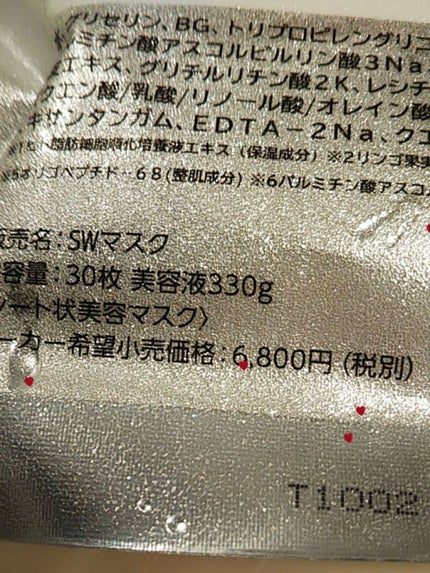 グリセリン、BG、トリプロピレングリコ
パルミチン酸アスコルビルリン酸3Na
エキス、グリチルリチン酸2K、レシチ
クエン酸/乳酸/リノール酸/オレイン酸
キサンタンガム、EDTA－2Na、クエ
脂肪細胞順化培養液エキス（保湿成分）※2リンゴ果実
オリゴペプチド－68（整肌成分）※6パルミチン酸アスコル
販売名：SWマスク
容量：30枚 美容液330g
シート状美容マスク〉
ーカー希望小売価格：6,800円（税別）
T1002